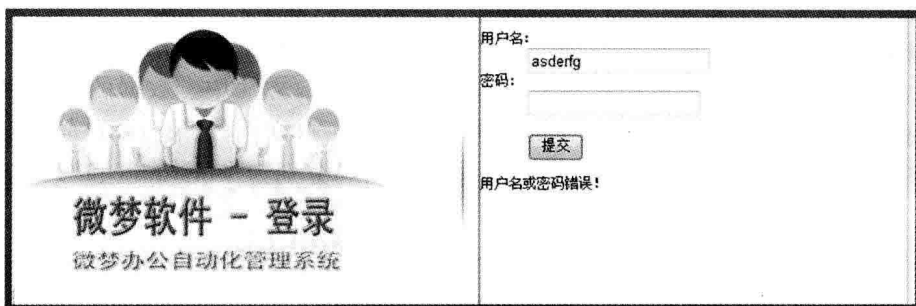 用户名：
asderfg
密码：
提交
用户名或密码错误！
微梦软件 - 登录
微梦办公自动化管理系统